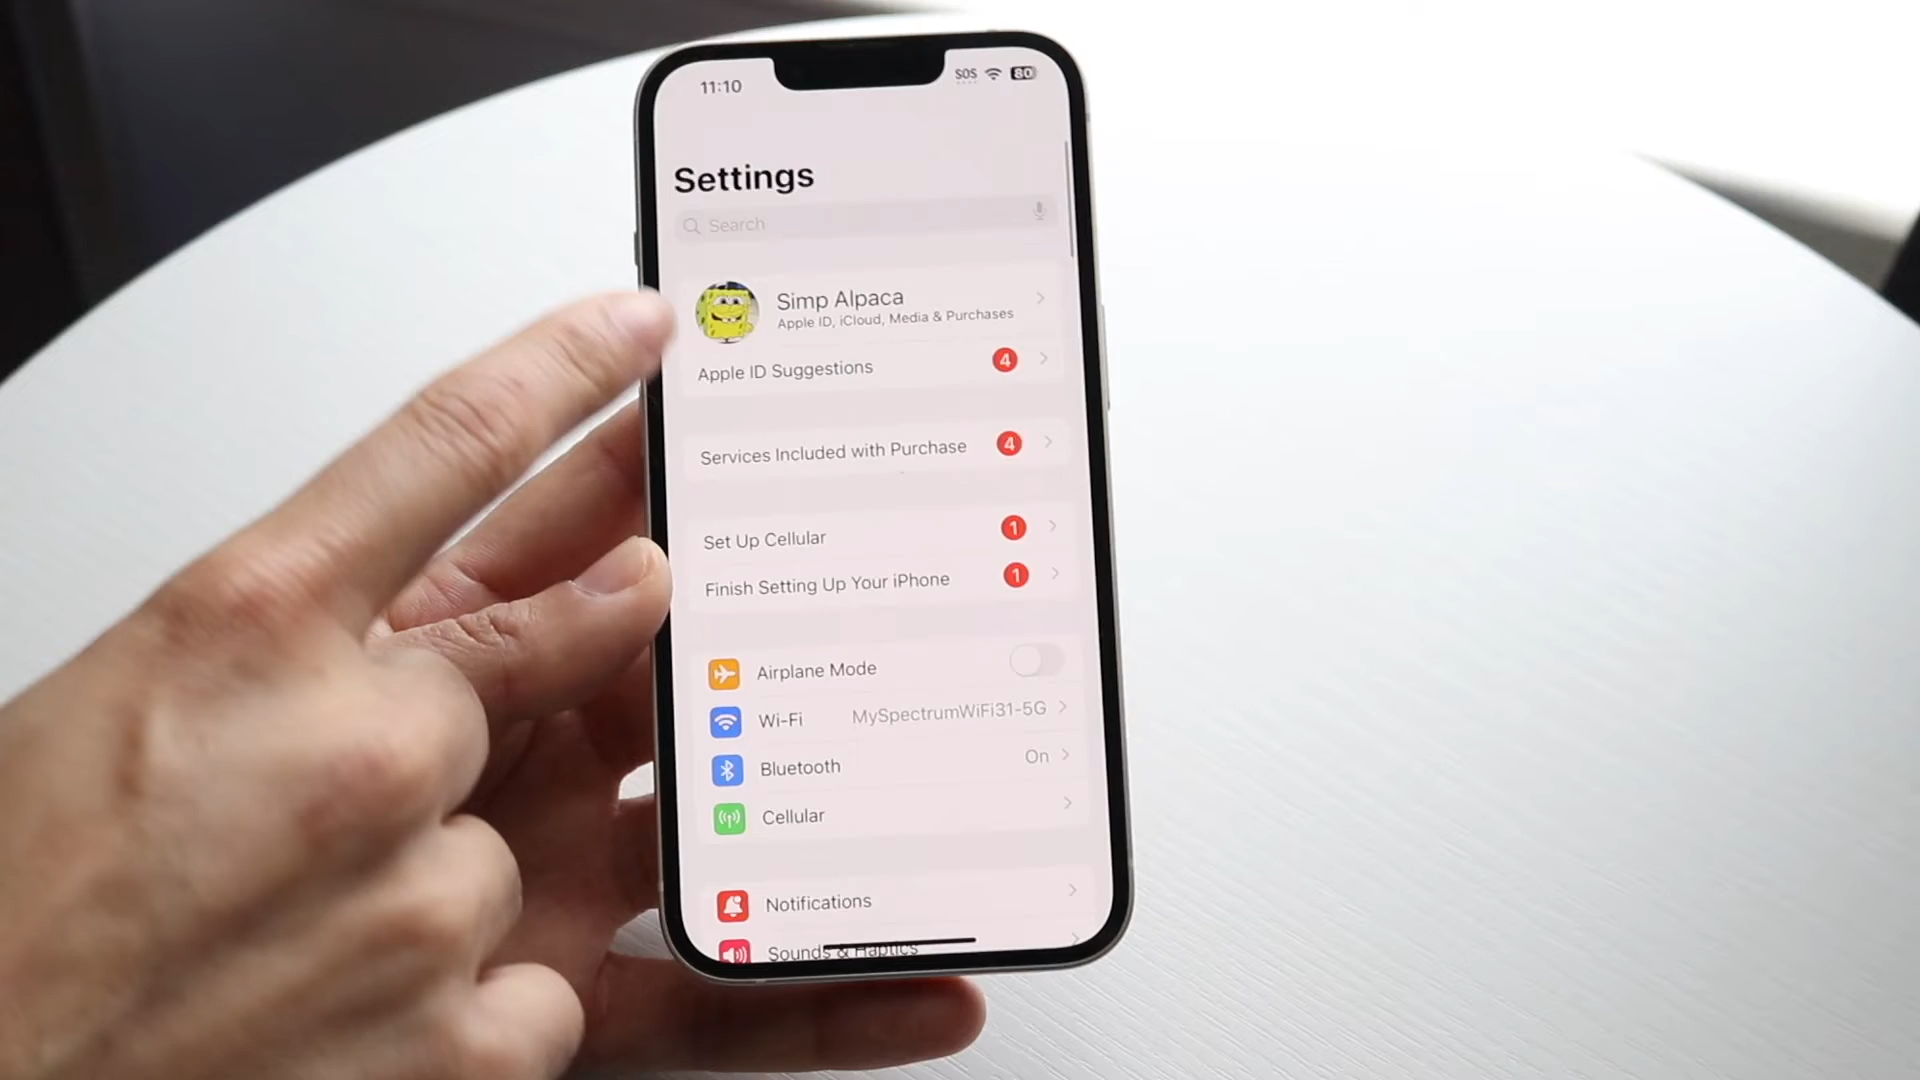 11:10
SOS
80
Settings
Search
Simp Alpaca
Apple ID, iCloud, Media & Purchases
Apple ID Suggestions 4
Services Included with Purchase 4
Set Up Cellular 1
Finish Setting Up Your iPhone 1
Airplane Mode
Wi-Fi MySpectrumWiFi31-5G
Bluetooth On
Cellular
Notifications
Sounds & Haptics